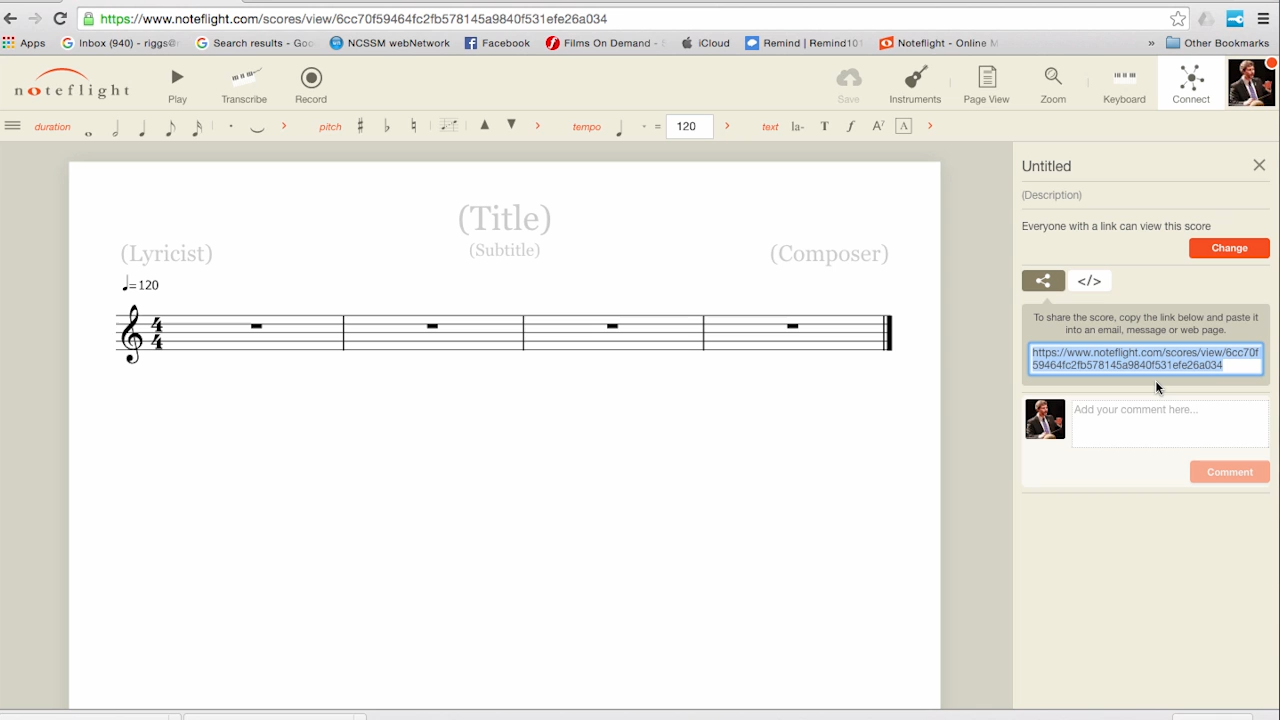 https://www.noteflight.com/scores/view/6cc70f59464fc2fb578145a9840f531efe26a034
Apps Inbox (940) - riggs@ Search results - Goo NCSSM webNetwork Facebook Films On Demand - S iCloud Remind | Remind101 Noteflight - Online M » Other Bookmarks
noteflight Play Transcribe Record Save Instruments Page View Zoom Keyboard Connect
duration pitch tempo = 120 text la- T f A7 A
Untitled
(Description)
Everyone with a link can view this score
Change
</>
To share the score, copy the link below and paste it
into an email, message or web page.
https://www.noteflight.com/scores/view/6cc70f
59464fc2fb578145a9840f531efe26a034
Add your comment here...
Comment
(Title)
(Subtitle)
(Lyricist)
(Composer)
=120
4
4